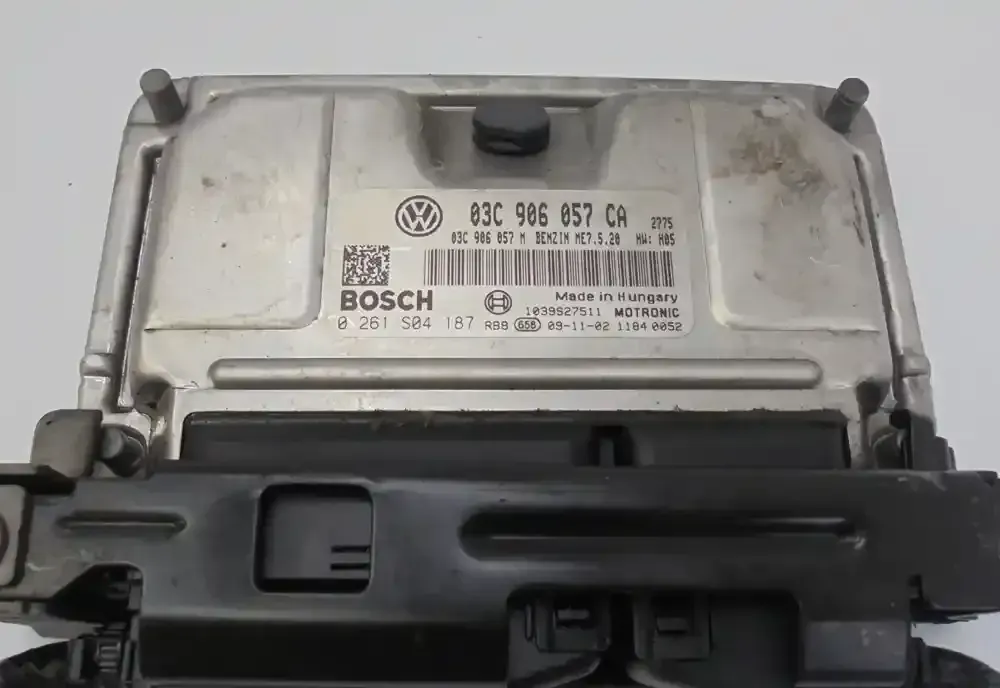 03C 906 057 CA 2775
03C 906 057 M BENZIN ME7.5.20 HW: H05
BOSCH Made in Hungary
1039S27511 MOTRONIC
0 261 S04 187 RBB 658 09-11-02 1184 0052